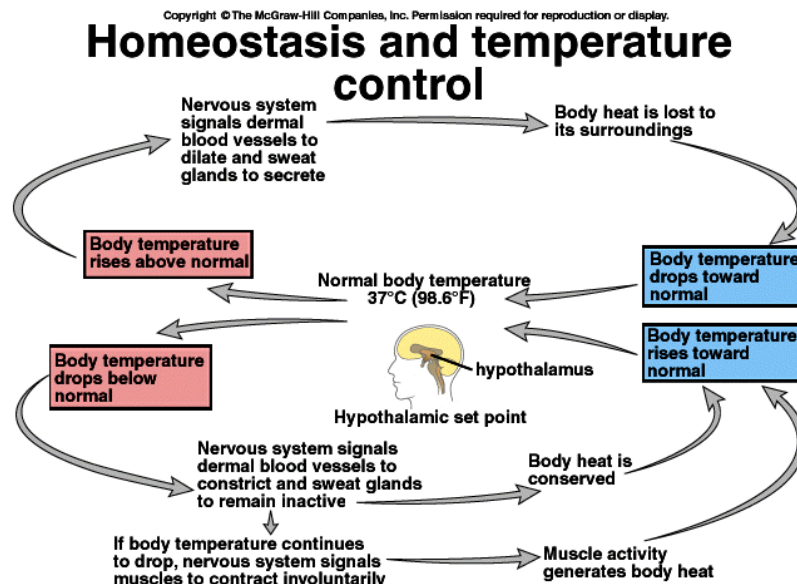 Copyright © The McGraw-Hill Companies, Inc. Permission required for reproduction or display.
Homeostasis and temperature
control
Nervous system
signals dermal
blood vessels to
dilate and sweat
glands to secrete
Body heat is lost to
its surroundings
Body temperature
rises above normal
Normal body temperature
37°C (98.6°F)
Body temperature
drops toward
normal
Body temperature
drops below
normal
hypothalamus
Hypothalamic set point
Body temperature
rises toward
normal
Nervous system signals
dermal blood vessels to
constrict and sweat glands
to remain inactive
Body heat is
conserved
If body temperature continues
to drop, nervous system signals
muscles to contract involuntarily
Muscle activity
generates body heat